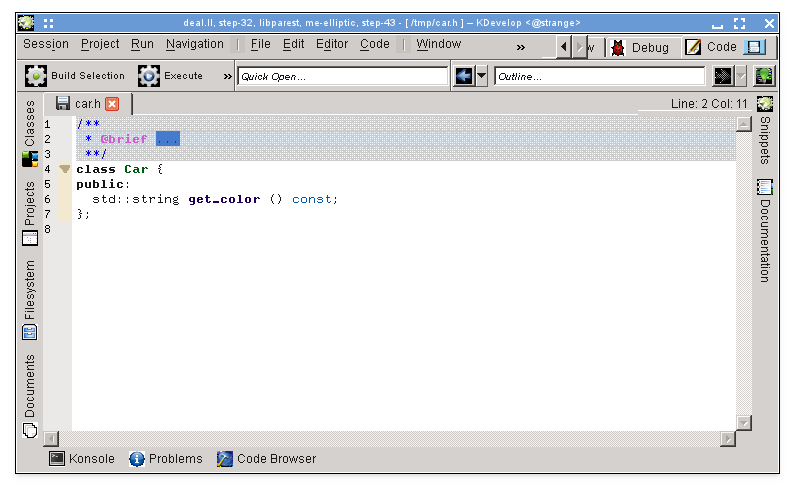 deal.II, step-32, libparest, me-elliptic, step-43 - [ /tmp/car.h ] – KDevelop <@strange>
Session Project Run Navigation File Edit Editor Code Window » w Debug Code
Build Selection Execute » Quick Open... Outline...
car.h Line: 2 Col: 11
1 /**
2 * @brief ...
3 **/
4 class Car {
5 public:
6 std::string get_color () const;
7 };
8
Classes
Projects
Filesystem
Documents
Snippets
Documentation
Konsole Problems Code Browser